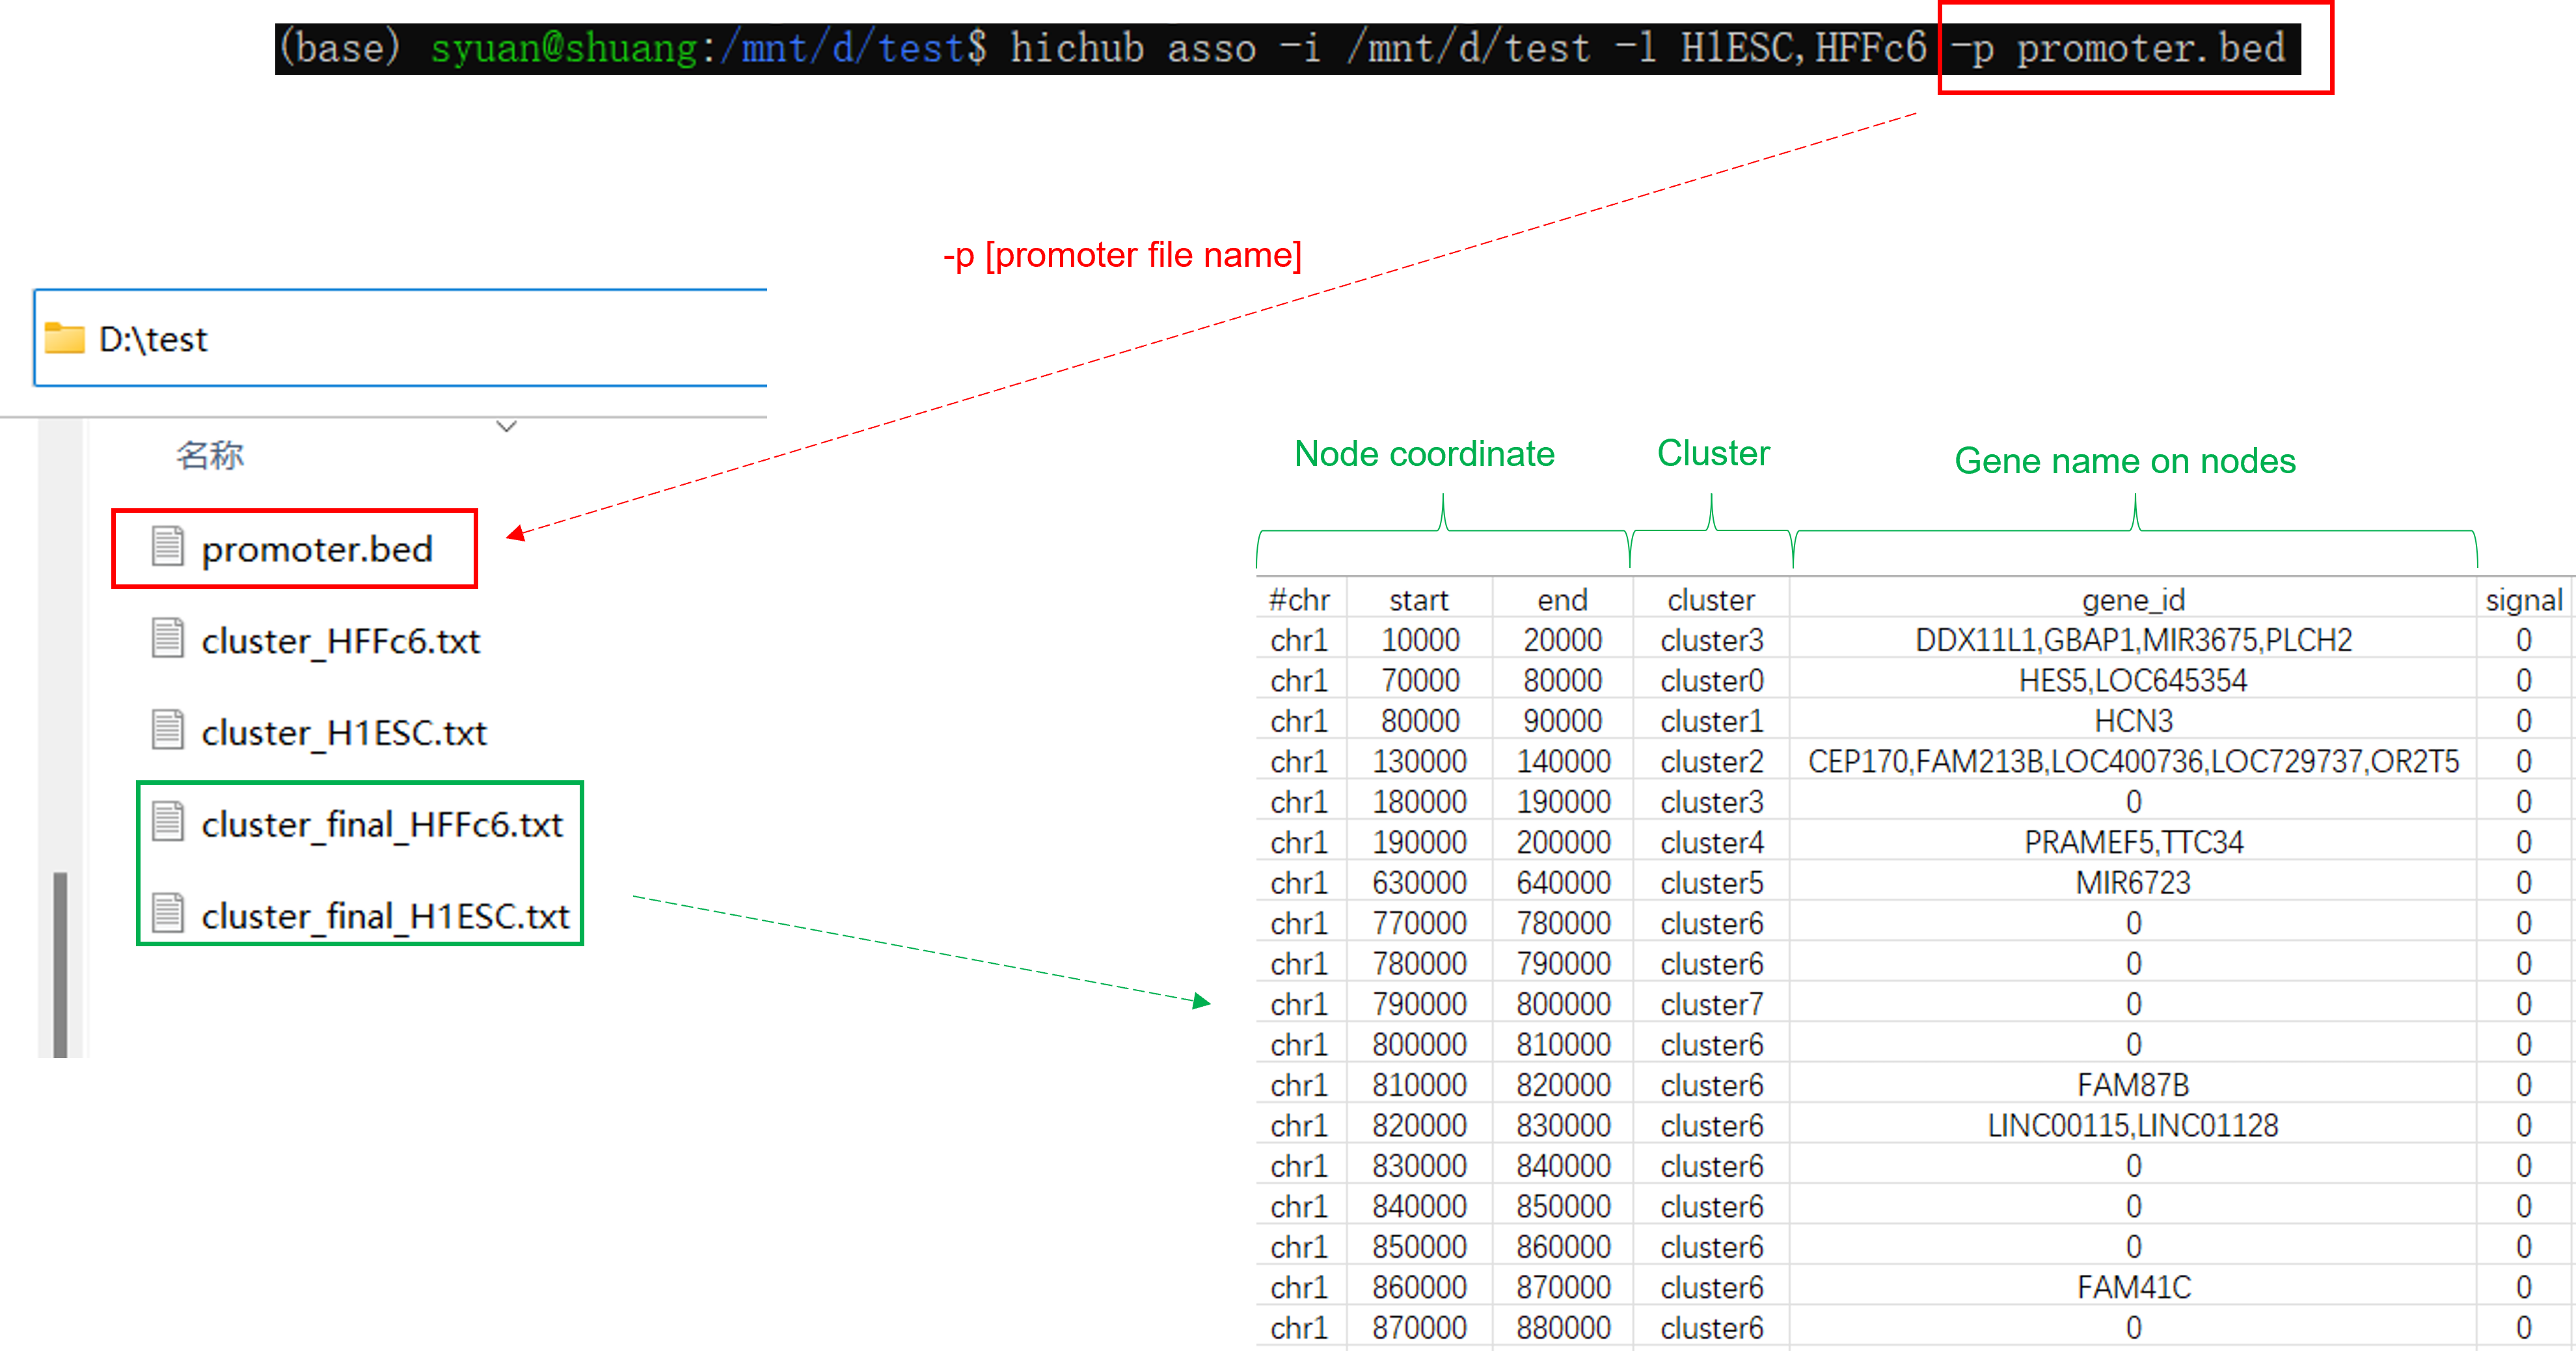 (base) syuan@shuang:/mnt/d/test$ hichub asso -i /mnt/d/test -l H1ESC,HFFc6 -p promoter.bed
-p [promoter file name]
D:\test
名称
promoter.bed
cluster_HFFc6.txt
cluster_H1ESC.txt
cluster_final_HFFc6.txt
cluster_final_H1ESC.txt
Node coordinate Cluster Gene name on nodes
#chr start end cluster gene_id signal
chr1 10000 20000 cluster3 DDX11L1,GBAP1,MIR3675,PLCH2 0
chr1 70000 80000 cluster0 HES5,LOC645354 0
chr1 80000 90000 cluster1 HCN3 0
chr1 130000 140000 cluster2 CEP170,FAM213B,LOC400736,LOC729737,OR2T5 0
chr1 180000 190000 cluster3 0 0
chr1 190000 200000 cluster4 PRAMEF5,TTC34 0
chr1 630000 640000 cluster5 MIR6723 0
chr1 770000 780000 cluster6 0 0
chr1 780000 790000 cluster6 0 0
chr1 790000 800000 cluster7 0 0
chr1 800000 810000 cluster6 0 0
chr1 810000 820000 cluster6 FAM87B 0
chr1 820000 830000 cluster6 LINC00115,LINC01128 0
chr1 830000 840000 cluster6 0 0
chr1 840000 850000 cluster6 0 0
chr1 850000 860000 cluster6 0 0
chr1 860000 870000 cluster6 FAM41C 0
chr1 870000 880000 cluster6 0 0